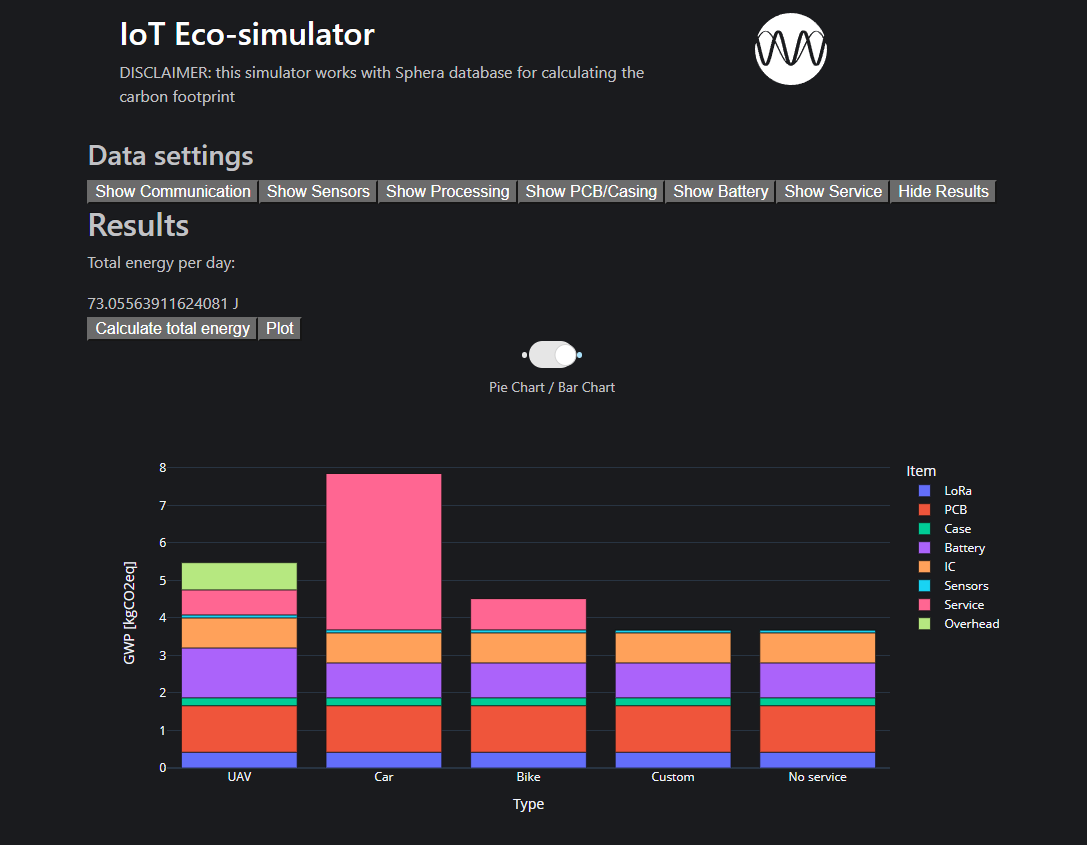 IoT Eco-simulator
DISCLAIMER: this simulator works with Sphera database for calculating the
carbon footprint
Data settings
Show Communication Show Sensors Show Processing Show PCB/Casing Show Battery Show Service Hide Results
Results
Total energy per day:
73.05563911624081 J
Calculate total energy Plot
Pie Chart / Bar Chart
8
7
6
5
4
3
2
1
0
GWP [kgCO2eq]
UAV Car Bike Custom No service
Type
Item
LoRa
PCB
Case
Battery
IC
Sensors
Service
Overhead